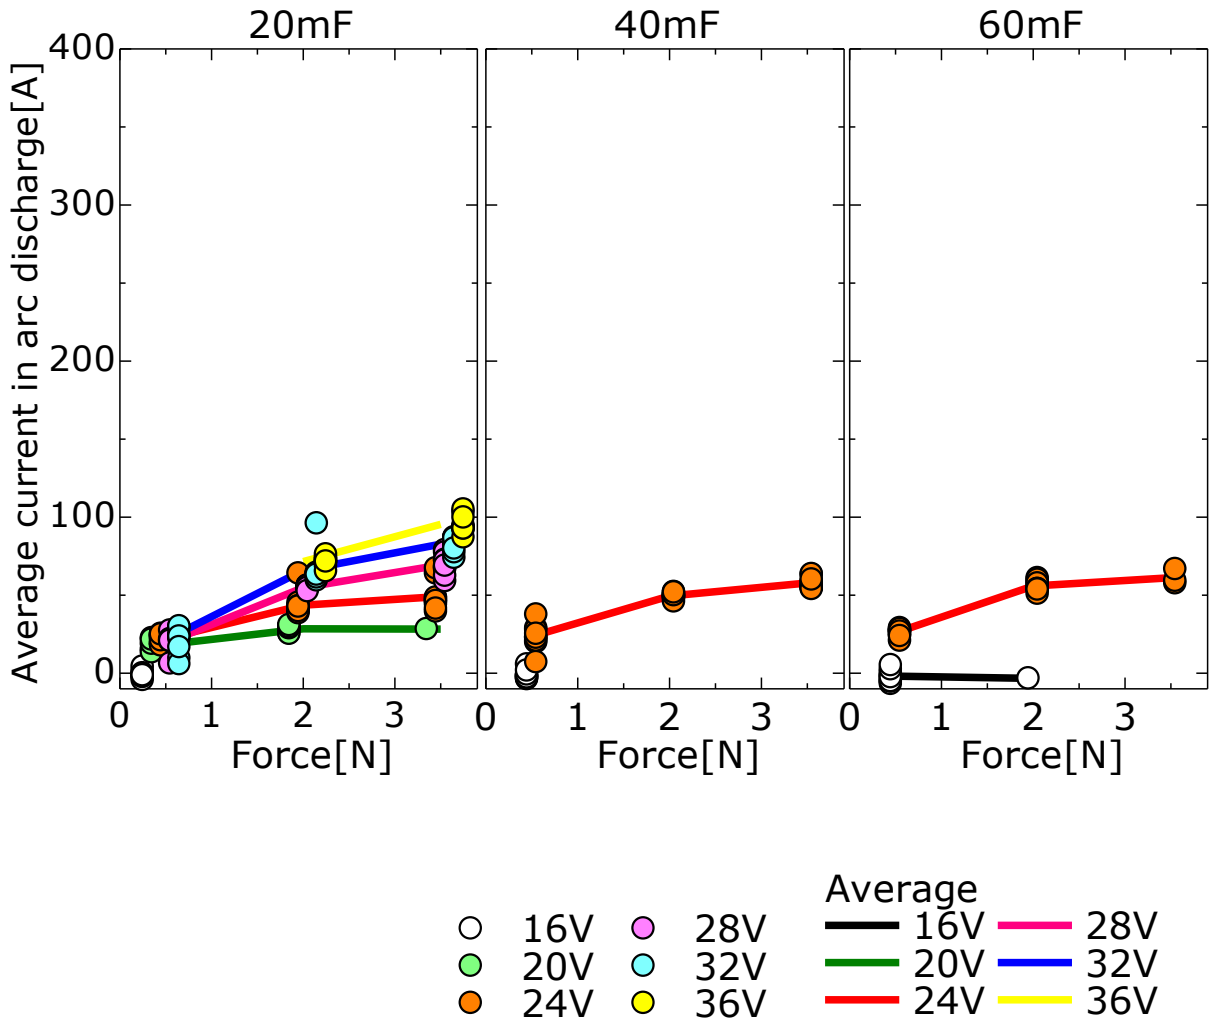 20mF 40mF 60mF
Average current in arc discharge[A]
400
300
200
100
0
0 1 2 3 0 1 2 3 0 1 2 3
Force[N] Force[N] Force[N]
Average
16V 28V 16V 28V
20V 32V 20V 32V
24V 36V 24V 36V